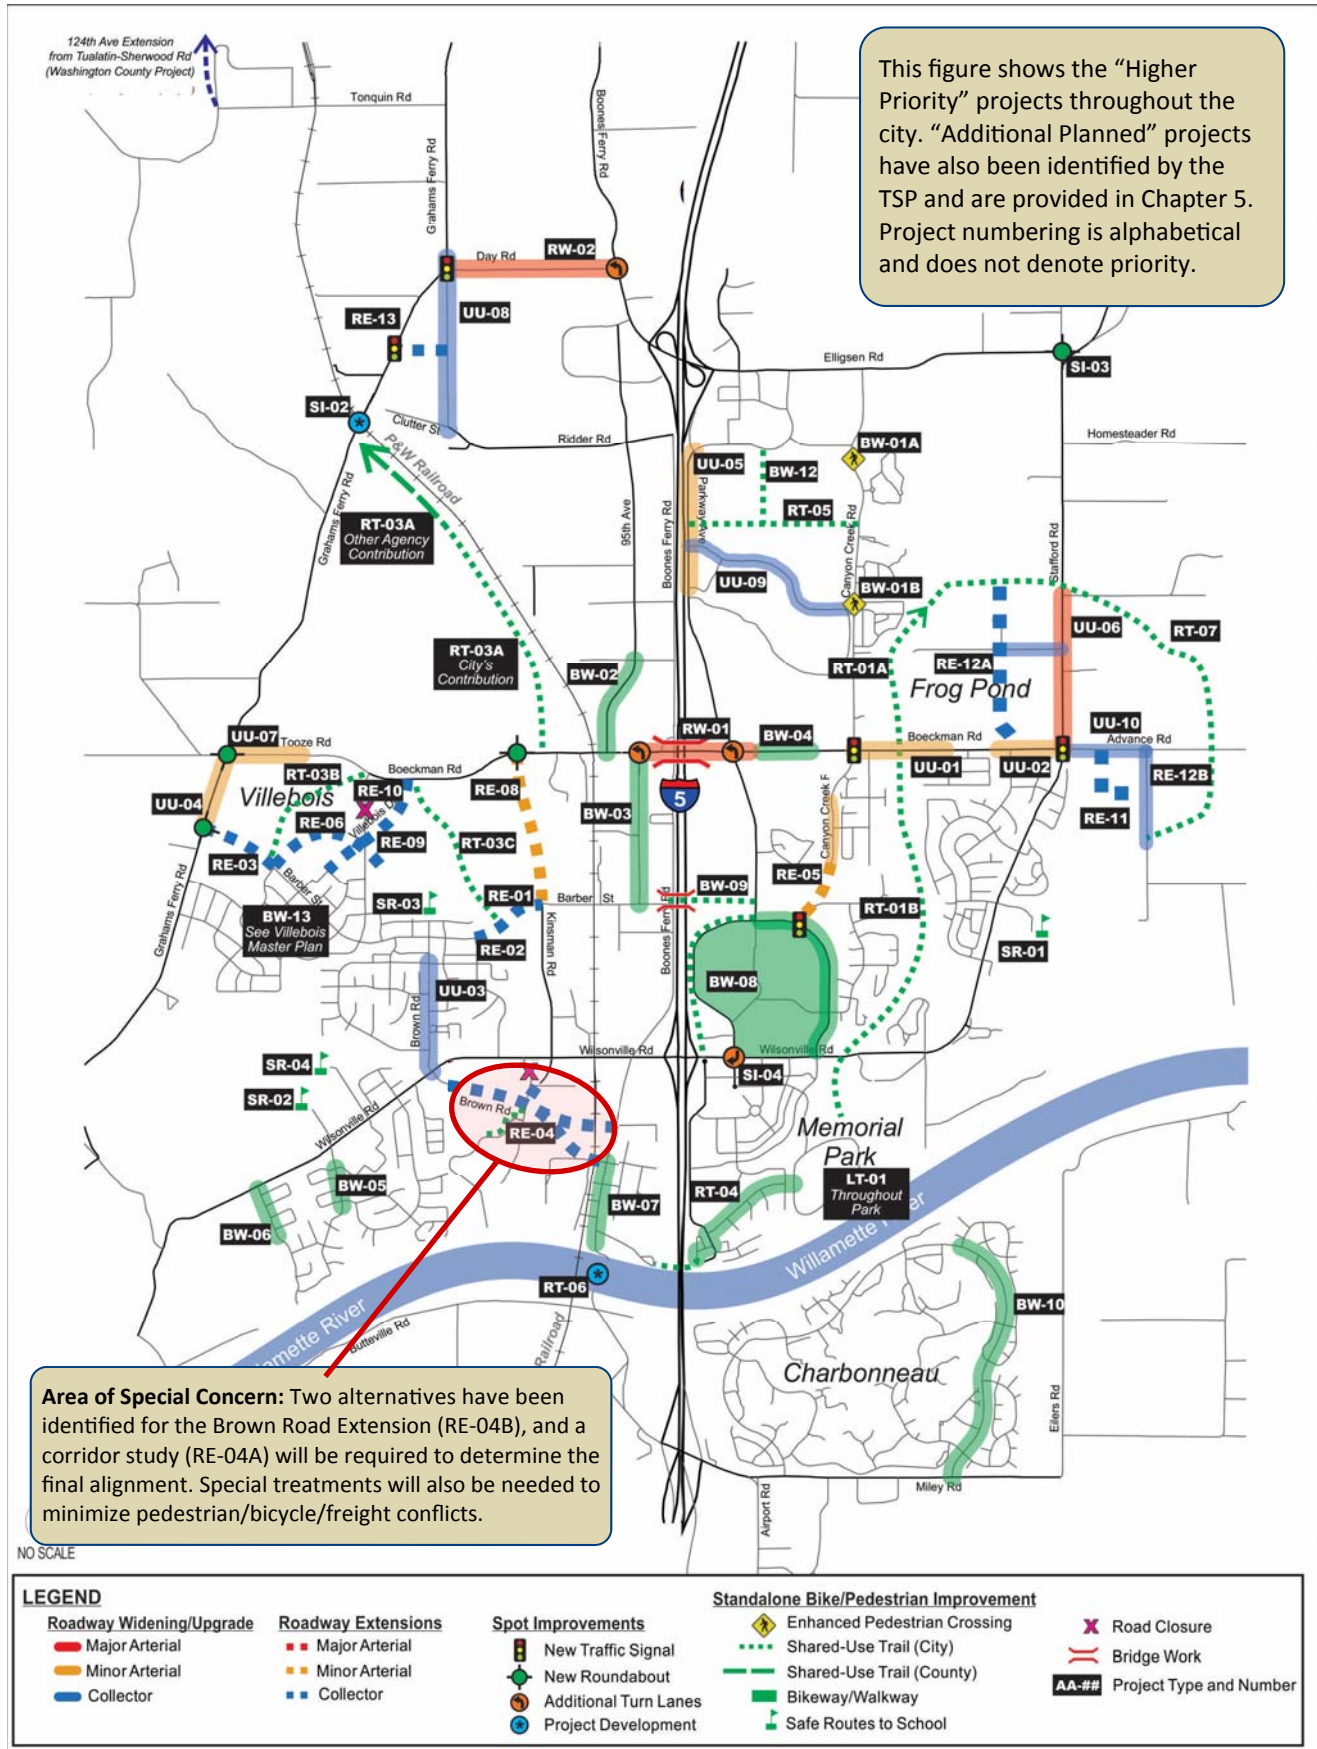 124th Ave Extension
from Tualatin-Sherwood Rd
(Washington County Project)
This figure shows the “Higher
Priority” projects throughout the
city. “Additional Planned” projects
have also been identified by the
TSP and are provided in Chapter 5.
Project numbering is alphabetical
and does not denote priority.
Tonquin Rd
Boones Ferry Rd
Grahams Ferry Rd
RW-02
Day Rd
UU-08
RE-13
Elligsen Rd
SI-03
SI-02
Clutter St
P&W Railroad
Ridder Rd
Homesteader Rd
BW-01A
UU-05
BW-12
Parkway Ave
RT-05
95th Ave
Boones Ferry Rd
Canyon Creek Rd
Stafford Rd
Grahams Ferry Rd
RT-03A
Other Agency
Contribution
UU-09
BW-01B
UU-06
RT-07
RT-03A
City's
Contribution
BW-02
RT-01A
RE-12A
Frog Pond
RW-01
BW-04
UU-10
UU-07
Tooze Rd
Boeckman Rd
Advance Rd
Boeckman Rd
UU-01
UU-02
RE-12B
RT-03B
RE-10
RE-08
5
UU-04
Villebois
RE-06
BW-03
RE-11
RE-09
RT-03C
RE-03
Barber St
RE-05
BW-09
RE-01
Barber St
SR-03
RT-01B
BW-13
See Villebois
Master Plan
Grahams Ferry Rd
RE-02
Kinsman Rd
Boones Ferry Rd
SR-01
BW-08
UU-03
Brown Rd
Wilsonville Rd
Wilsonville Rd
SR-04
SI-04
SR-02
Brown Rd
Wilsonville Rd
RE-04
Memorial
Park
LT-01
Throughout
Park
BW-05
RT-04
BW-07
BW-06
Willamette River
RT-06
BW-10
Butteville Rd
Railroad
Charbonneau
Eilers Rd
Area of Special Concern: Two alternatives have been
identified for the Brown Road Extension (RE-04B), and a
corridor study (RE-04A) will be required to determine the
final alignment. Special treatments will also be needed to
minimize pedestrian/bicycle/freight conflicts.
Miley Rd
Airport Rd
NO SCALE
LEGEND
Roadway Widening/Upgrade
Major Arterial
Minor Arterial
Collector
Roadway Extensions
Major Arterial
Minor Arterial
Collector
Spot Improvements
New Traffic Signal
New Roundabout
Additional Turn Lanes
Project Development
Standalone Bike/Pedestrian Improvement
Enhanced Pedestrian Crossing
Shared-Use Trail (City)
Shared-Use Trail (County)
Bikeway/Walkway
Safe Routes to School
X Road Closure
Bridge Work
AA-## Project Type and Number